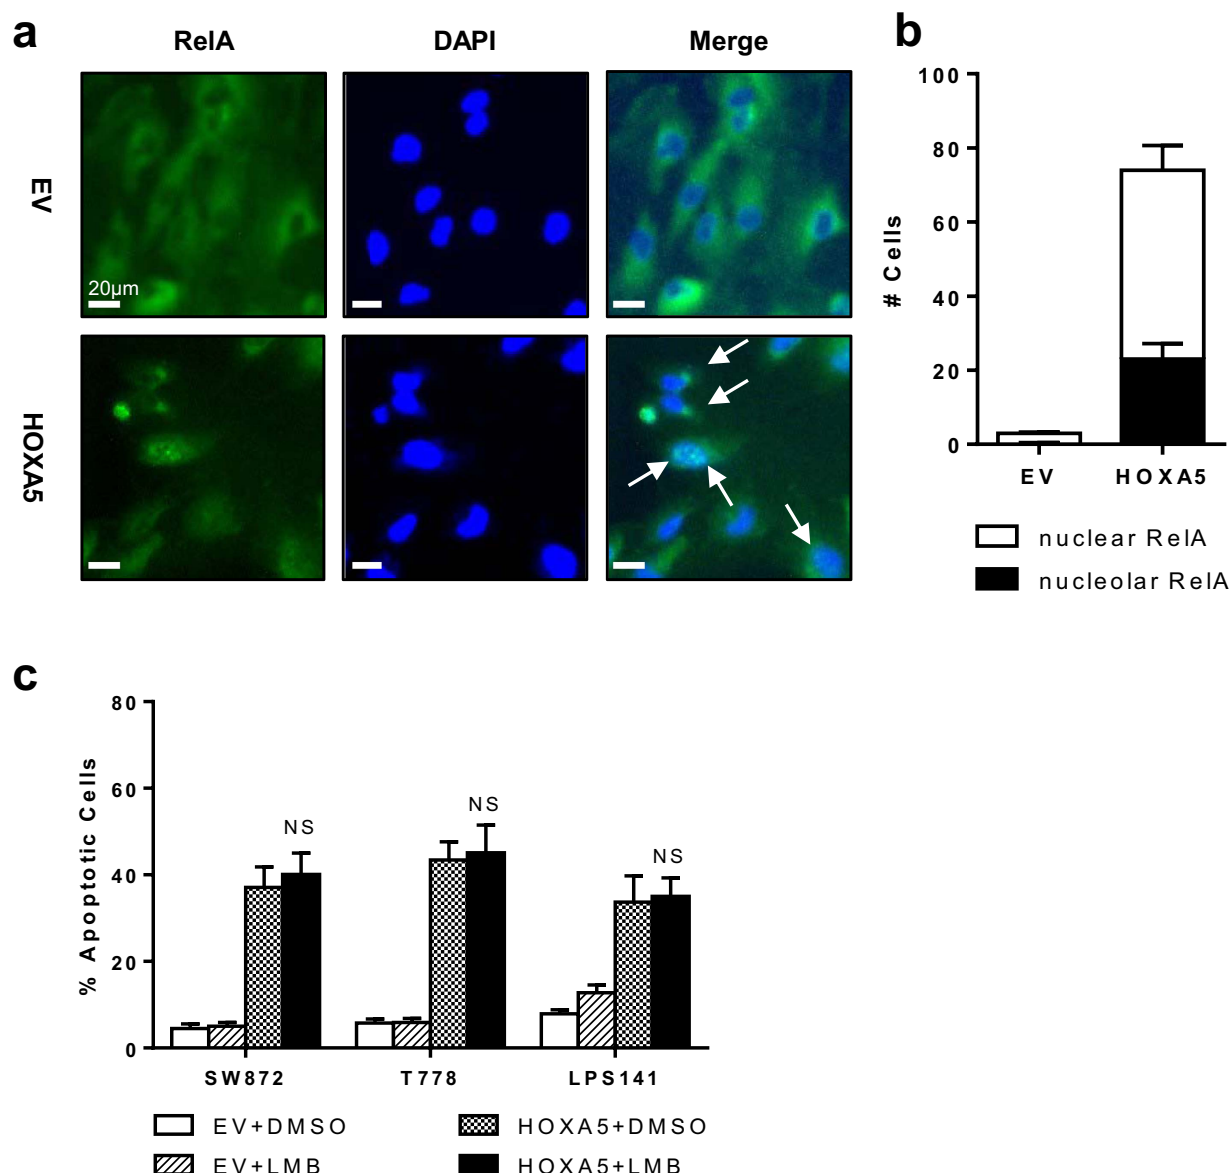 a
RelA
DAPI
Merge
EV
20μm
HOXA5
b
# Cells
100
80
60
40
20
0
EV
HOXA5
nuclear RelA
nucleolar RelA
c
% Apoptotic Cells
80
60
40
20
0
NS
NS
NS
SW872
T778
LPS141
EV+DMSO
HOXA5+DMSO
EV+LMB
HOXA5+LMB